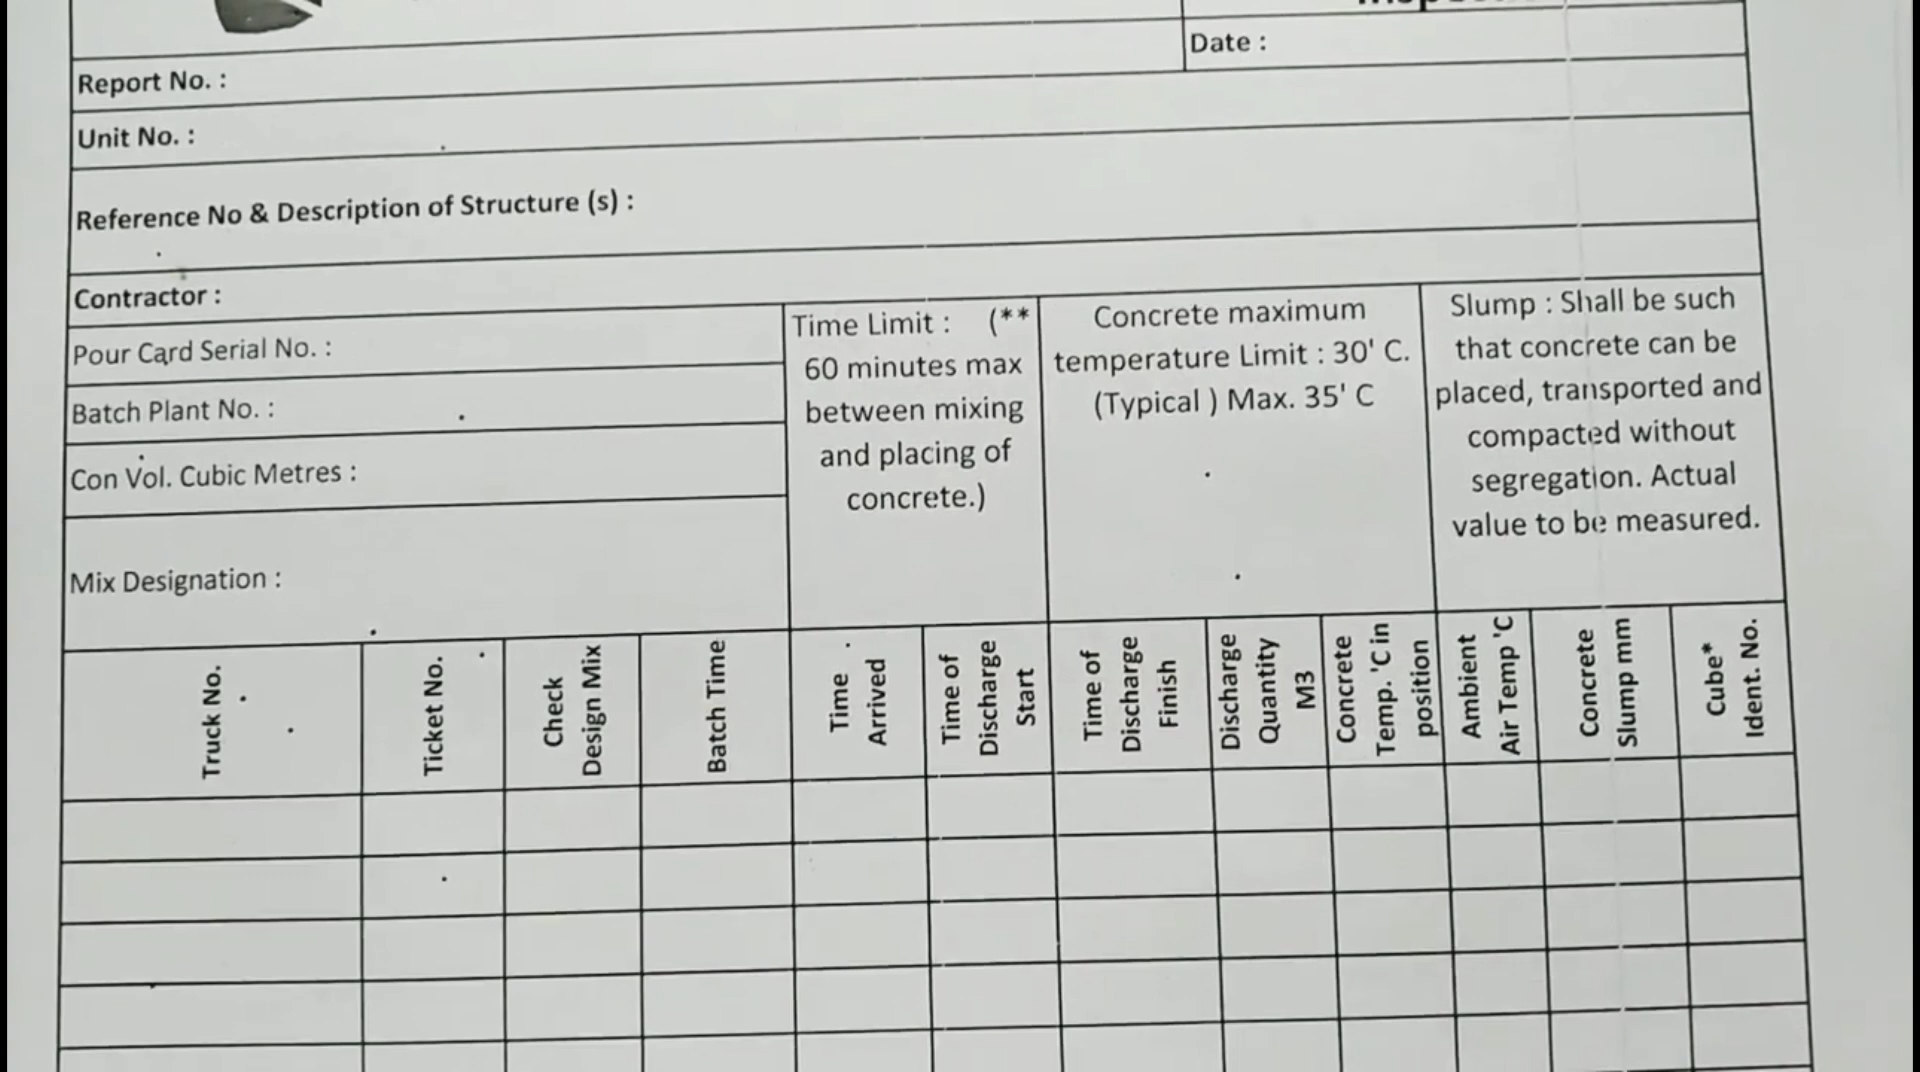 Date :
Report No. :
Unit No. :
Reference No & Description of Structure (s) :
Contractor :
Pour Card Serial No. :
Batch Plant No. :
Con Vol. Cubic Metres :
Mix Designation :
Time Limit : (**
60 minutes max
between mixing
and placing of
concrete.)
Concrete maximum
temperature Limit : 30' C.
(Typical ) Max. 35' C
Slump : Shall be such
that concrete can be
placed, transported and
compacted without
segregation. Actual
value to be measured.
Truck No.
Ticket No.
Check
Design Mix
Batch Time
Time
Arrived
Time of
Discharge
Start
Time of
Discharge
Finish
Discharge
Quantity
M3
Concrete
Temp. 'C in
position
Ambient
Air Temp 'C
Concrete
Slump mm
Cube*
Ident. No.